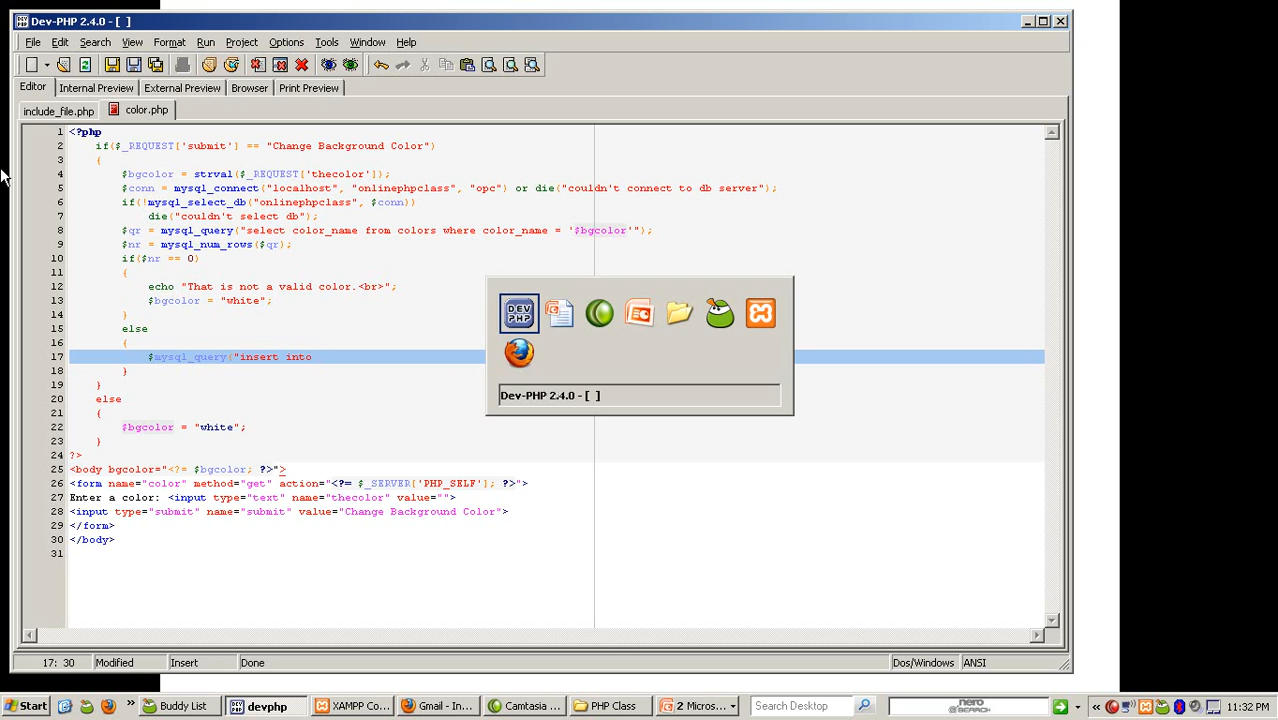 Dev-PHP 2.4.0 - [ ]
File Edit Search View Format Run Project Options Tools Window Help
Editor Internal Preview External Preview Browser Print Preview
include_file.php color.php
1 <?php
2 if($_REQUEST['submit'] == "Change Background Color")
3 {
4 $bgcolor = strval($_REQUEST['thecolor']);
5 $conn = mysql_connect("localhost", "onlinephpclass", "opc") or die("couldn't connect to db server");
6 if(!mysql_select_db("onlinephpclass", $conn))
7 die("couldn't select db");
8 $qr = mysql_query("select color_name from colors where color_name = '$bgcolor'");
9 $nr = mysql_num_rows($qr);
10 if($nr == 0)
11 {
12 echo "That is not a valid color.<br>";
13 $bgcolor = "white";
14 }
15 else
16 {
17 $mysql_query("insert into
18 }
19 }
20 else
21 {
22 $bgcolor = "white";
23 }
24 ?>
25 <body bgcolor="<?= $bgcolor; ?>">
26 <form name="color" method="get" action="<?= $_SERVER['PHP_SELF']; ?>">
27 Enter a color: <input type="text" name="thecolor" value="">
28 <input type="submit" name="submit" value="Change Background Color">
29 </form>
30 </body>
31
DEV PHP
Dev-PHP 2.4.0 - [ ]
17: 30 Modified Insert Done Dos/Windows ANSI
Start Buddy List devphp XAMPP Co... Gmail - ... Camtasia ... PHP Class 2 Micros... Search Desktop nero SEARCH 11:32 PM